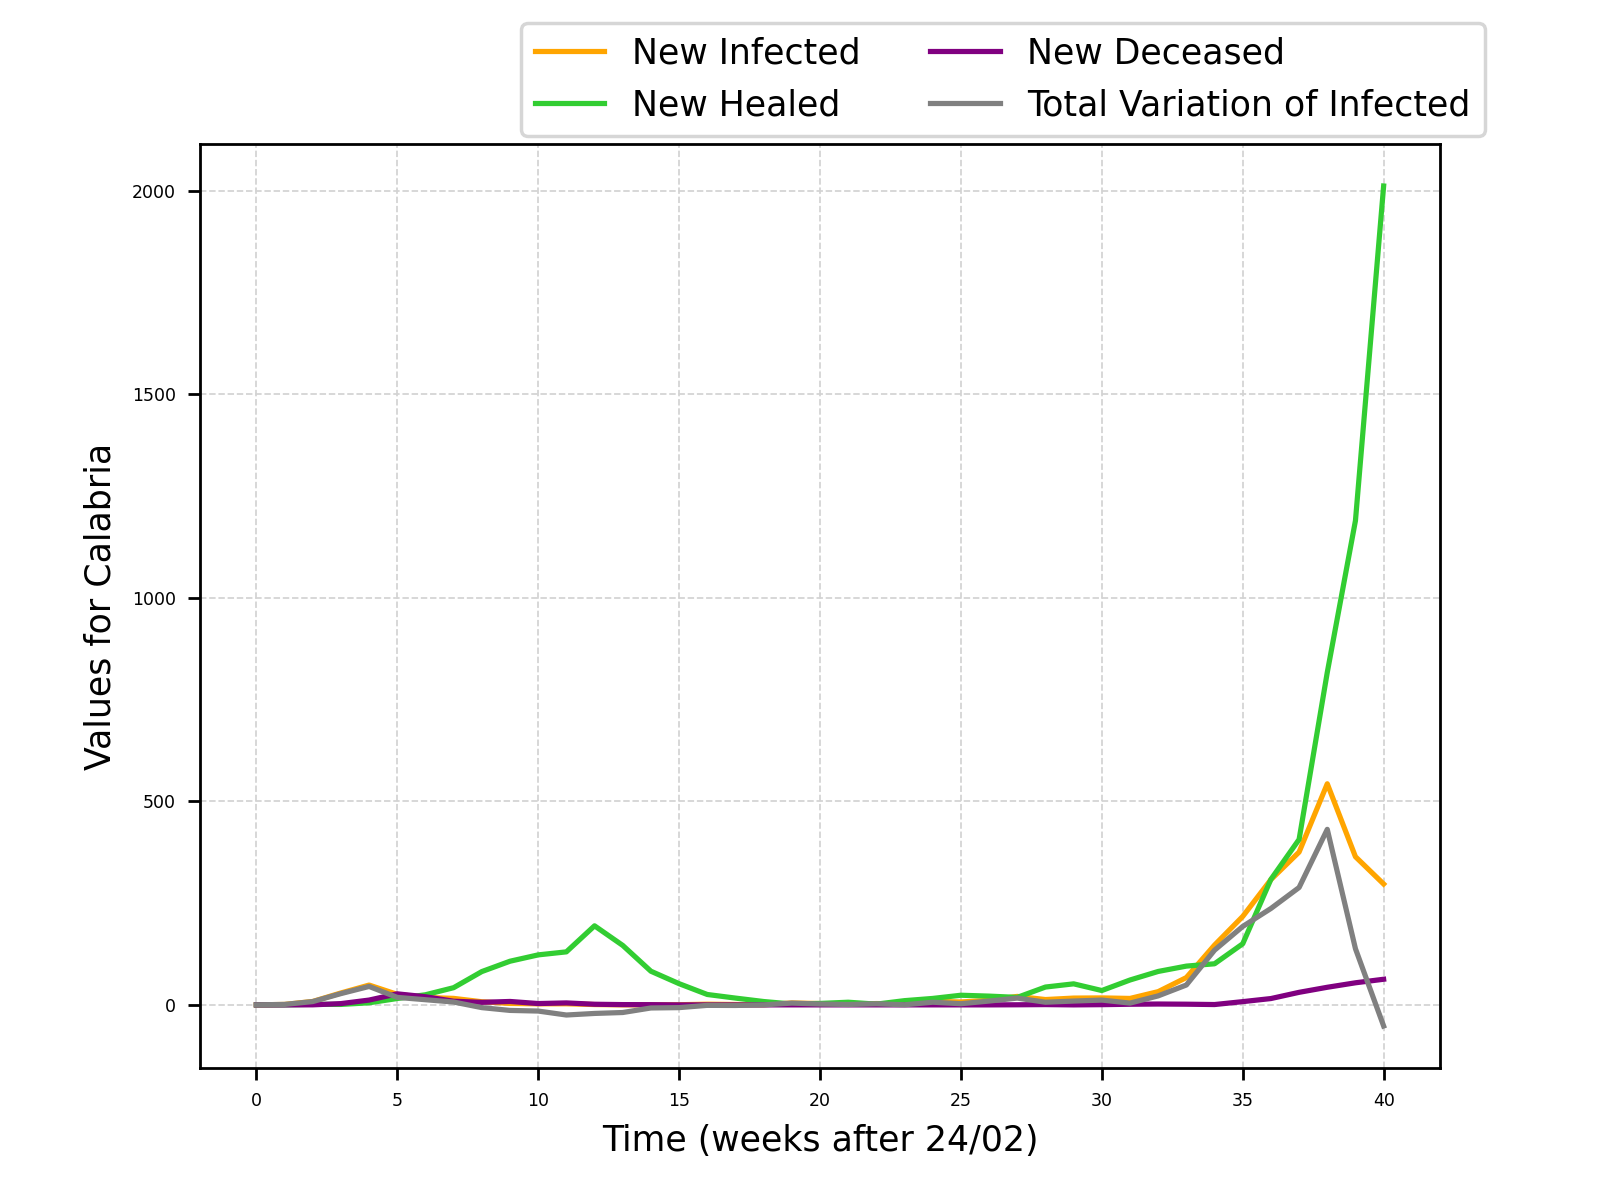 New Infected
New Healed
New Deceased
Total Variation of Infected
Values for Calabria
2000
1500
1000
500
0
0 5 10 15 20 25 30 35 40
Time (weeks after 24/02)